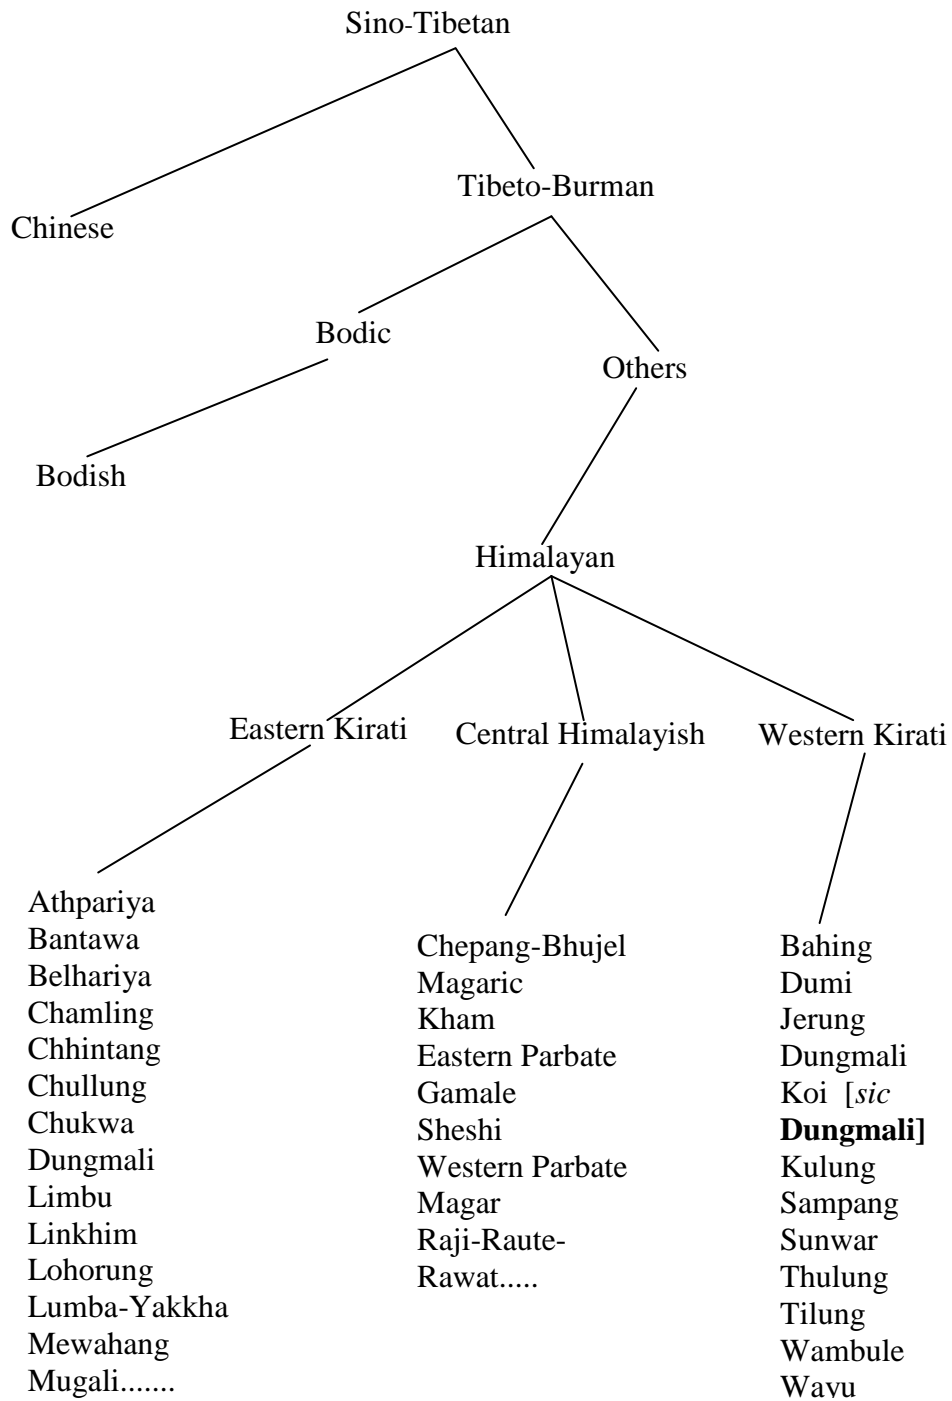 Sino-Tibetan
Tibeto-Burman
Chinese
Bodic
Others
Bodish
Himalayan
Eastern Kirati
Central Himalayish
Western Kirati
Athpariya
Bantawa
Belhariya
Chamling
Chhintang
Chullung
Chukwa
Dungmali
Limbu
Linkhim
Lohorung
Lumba-Yakkha
Mewahang
Mugali.......
Chepang-Bhujel
Magaric
Kham
Eastern Parbate
Gamale
Sheshi
Western Parbate
Magar
Raji-Raute-
Rawat.....
Bahing
Dumi
Jerung
Dungmali
Koi [sic
Dungmali]
Kulung
Sampang
Sunwar
Thulung
Tilung
Wambule
Wayu